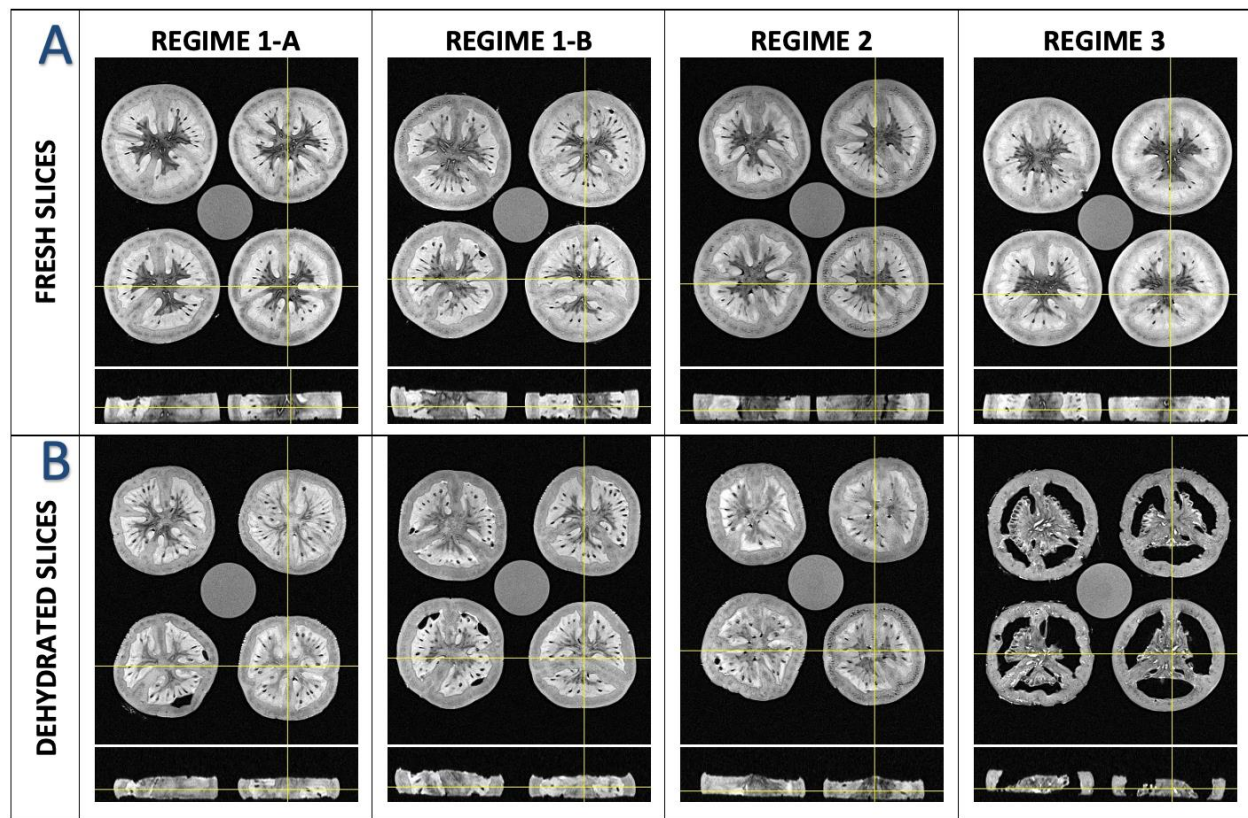 A
REGIME 1-A
REGIME 1-B
REGIME 2
REGIME 3
FRESH SLICES
B
DEHYDRATED SLICES